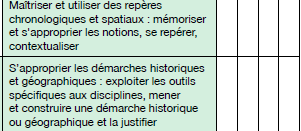 Maîtriser et utiliser des repères
chronologiques et spatiaux : mémoriser
et s'approprier les notions, se repérer,
contextualiser
S'approprier les démarches historiques
et géographiques : exploiter les outils
spécifiques aux disciplines, mener
et construire une démarche historique
ou géographique et la justifier